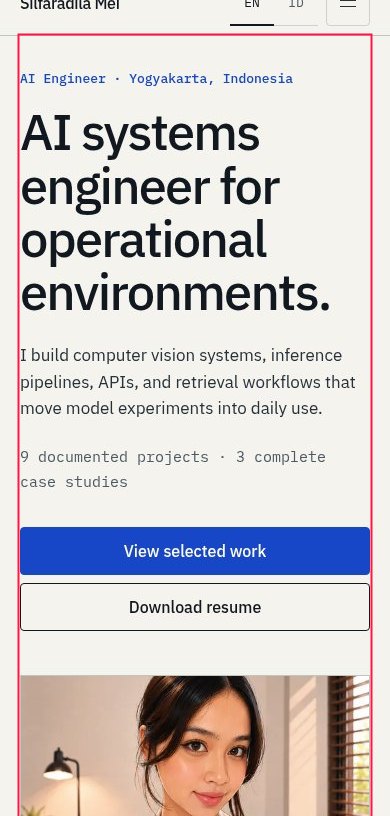 Silfaradila Mei
EN ID
AI Engineer · Yogyakarta, Indonesia
AI systems
engineer for
operational
environments.
I build computer vision systems, inference
pipelines, APIs, and retrieval workflows that
move model experiments into daily use.
9 documented projects · 3 complete
case studies
View selected work
Download resume